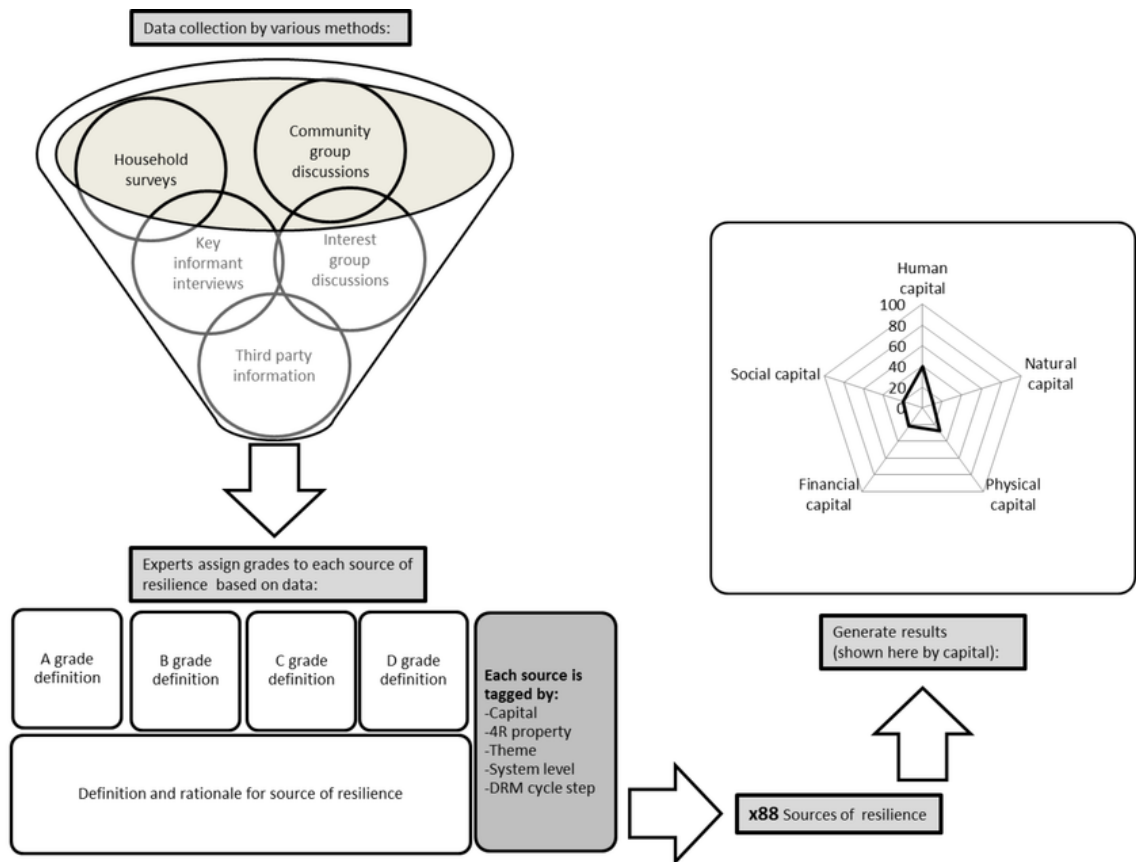 Data collection by various methods:
Household
surveys
Community
group
discussions
Key
informant
interviews
Interest
group
discussions
Third party
information
Experts assign grades to each source of
resilience based on data:
A grade
definition
B grade
definition
C grade
definition
D grade
definition
Definition and rationale for source of resilience
Each source is
tagged by:
-Capital
-4R property
-Theme
-System level
-DRM cycle step
x88 Sources of resilience
Generate results
(shown here by capital):
Human
capital
100
80
60
40
20
0
Social capital
Natural
capital
Financial
capital
Physical
capital